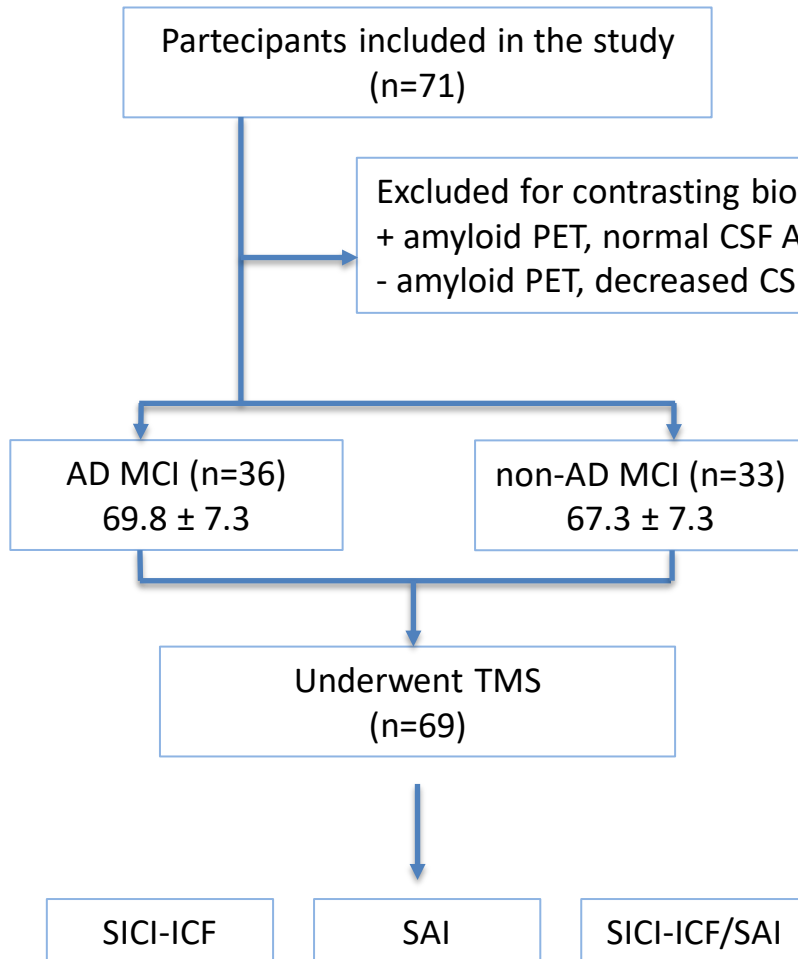 Partecipants included in the study
(n=71)
Excluded for contrasting bio
+ amyloid PET, normal CSF A
- amyloid PET, decreased CS
AD MCI (n=36)
69.8 ± 7.3
non-AD MCI (n=33)
67.3 ± 7.3
Underwent TMS
(n=69)
SICI-ICF
SAI
SICI-ICF/SAI